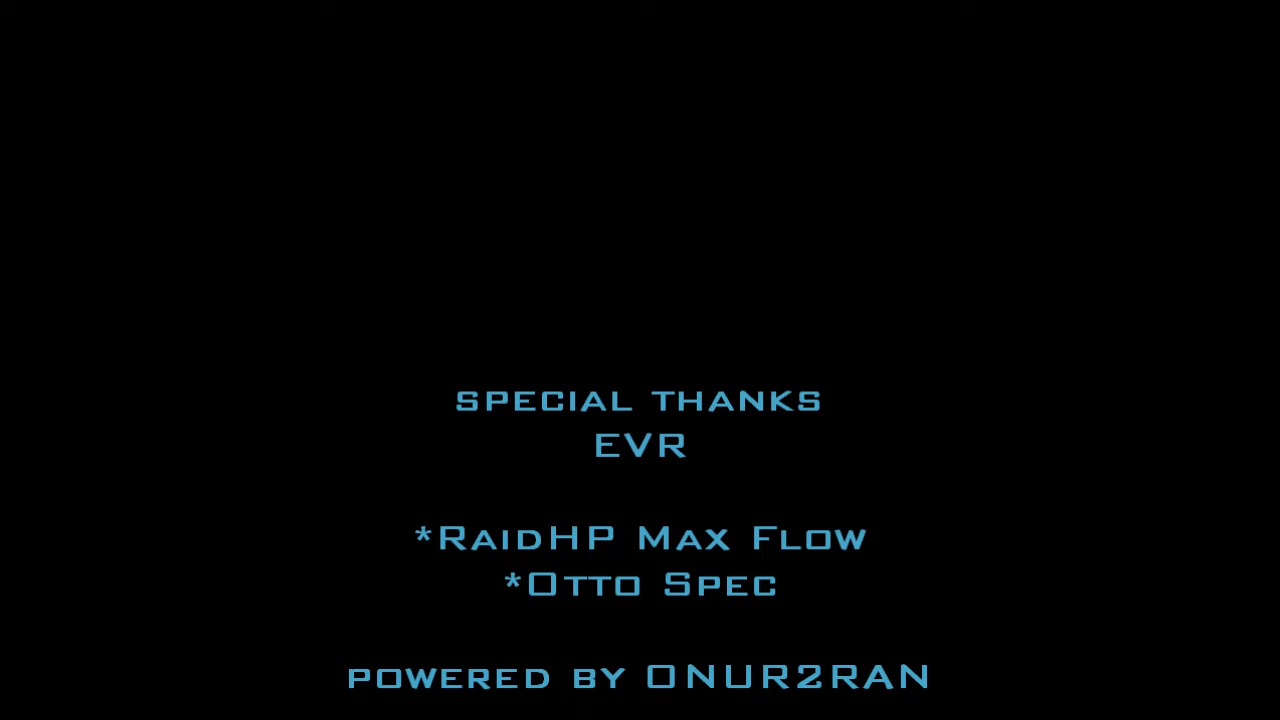 SPECIAL THANKS
EVR
*RaidHP Max Flow
*Otto Spec
POWERED BY ONUR2RAN